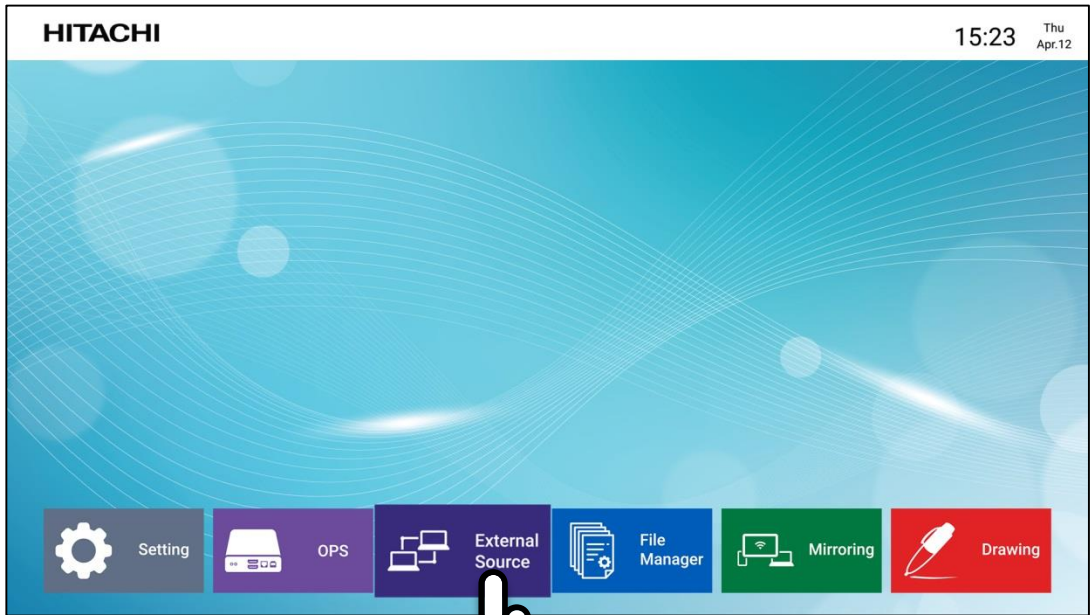 HITACHI
15:23
Thu
Apr.12
Setting
OPS
External
Source
File
Manager
Mirroring
Drawing